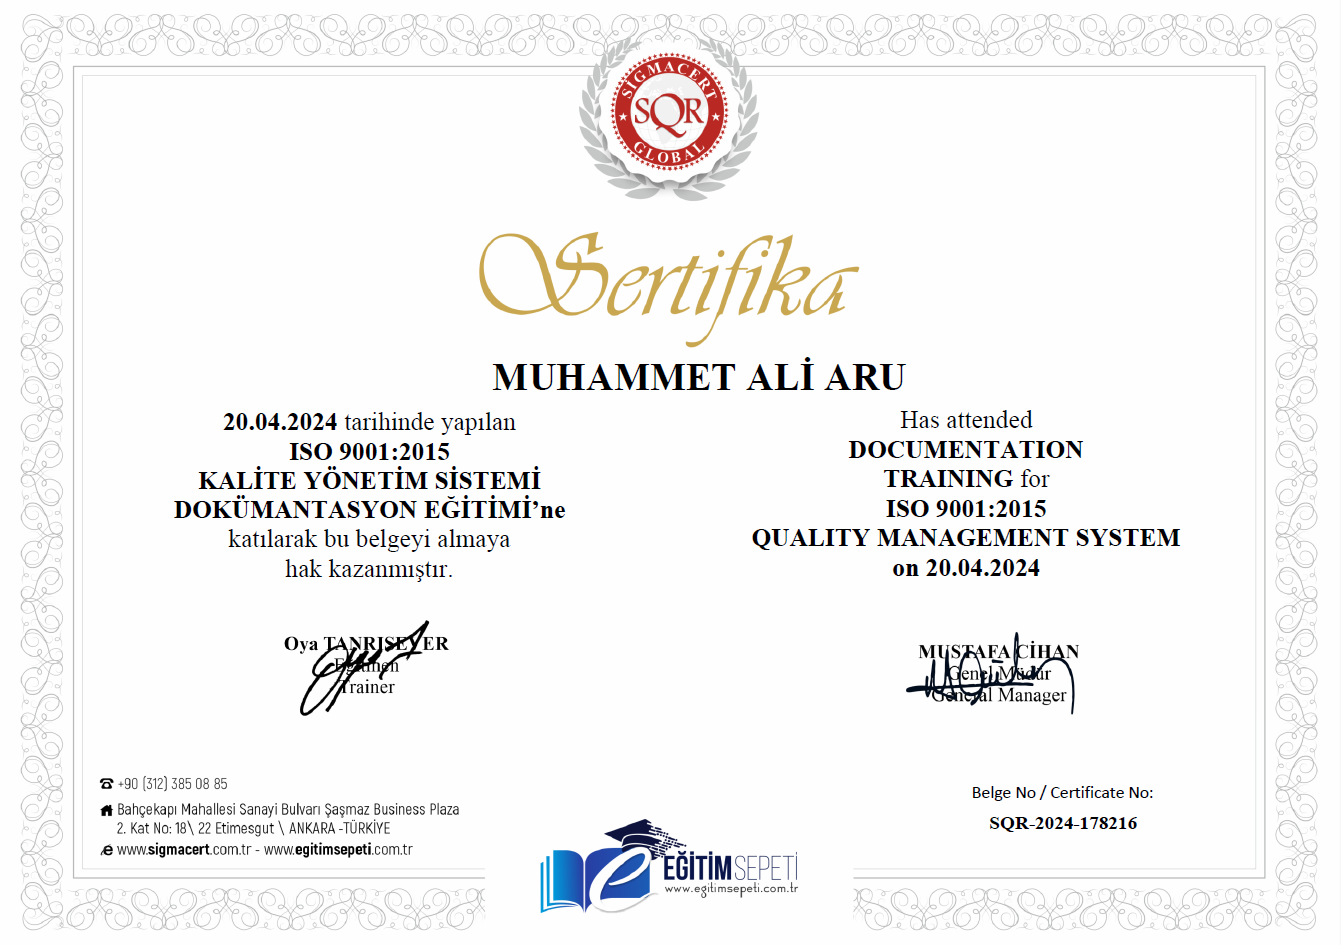 SİGMACERT
SQR
GLOBAL
Sertifika
MUHAMMET ALİ ARU
20.04.2024 tarihinde yapılan
ISO 9001:2015
KALİTE YÖNETİM SİSTEMİ
DOKÜMANTASYON EĞİTİMİ’ne
katılarak bu belgeyi almaya
hak kazanmıştır.
Has attended
DOCUMENTATION
TRAINING for
ISO 9001:2015
QUALITY MANAGEMENT SYSTEM
on 20.04.2024
Oya TANRISEVER
Eğitmen
Trainer
MUSTAFA CİHAN
Genel Müdür
General Manager
+90 (312) 385 08 85
Bahçekapı Mahallesi Sanayi Bulvarı Şaşmaz Business Plaza
2. Kat No: 18\ 22 Etimesgut \ ANKARA -TÜRKİYE
www.sigmacert.com.tr - www.egitimsepeti.com.tr
Belge No / Certificate No:
SQR-2024-178216
e EĞİTİMSEPETİ
www.egitimsepeti.com.tr